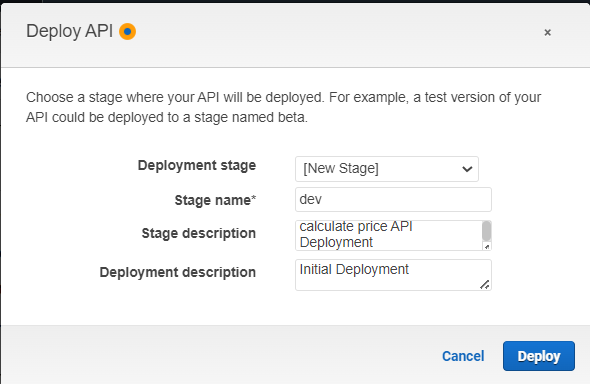 Deploy API
×
Choose a stage where your API will be deployed. For example, a test version of your
API could be deployed to a stage named beta.
Deployment stage [New Stage]
Stage name* dev
Stage description calculate price API
Deployment
Deployment description Initial Deployment
Cancel Deploy